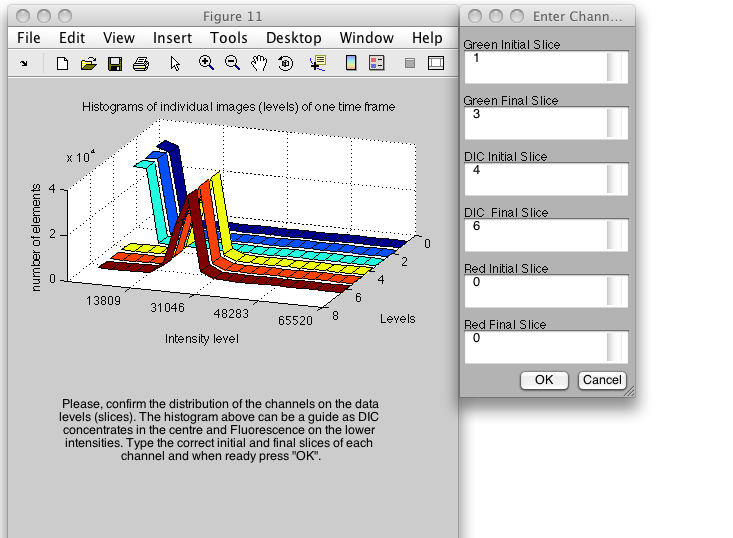 Figure 11
File Edit View Insert Tools Desktop Window Help
Histograms of individual images (levels) of one time frame
x 10^4
4
2
0
number of elements
13809
31046
48283
65520
Intensity level
0
2
4
6
8
Levels
Please, confirm the distribution of the channels on the data
levels (slices). The histogram above can be a guide as DIC
concentrates in the centre and Fluorescence on the lower
intensities. Type the correct initial and final slices of each
channel and when ready press "OK".
Enter Chann...
Green Initial Slice
1
Green Final Slice
3
DIC Initial Slice
4
DIC  Final Slice
6
Red Initial Slice
0
Red Final Slice
0
OK Cancel